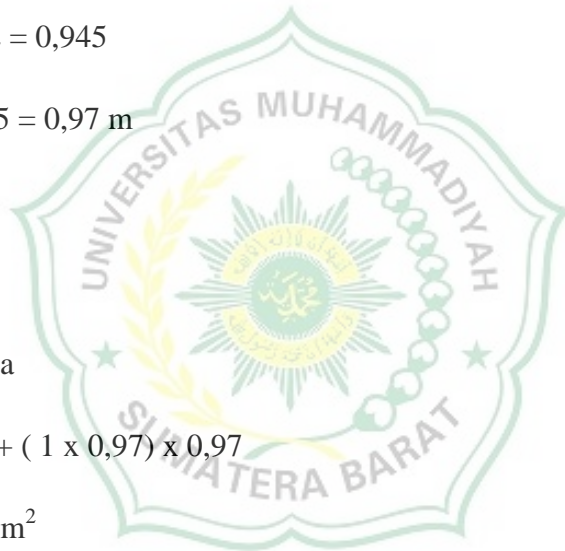 = 0,945
5 = 0,97 m
UNIVERSITAS MUHAMMADIYAH
a
+ ( 1 x 0,97) x 0,97
SUMATERA BARAT
m²